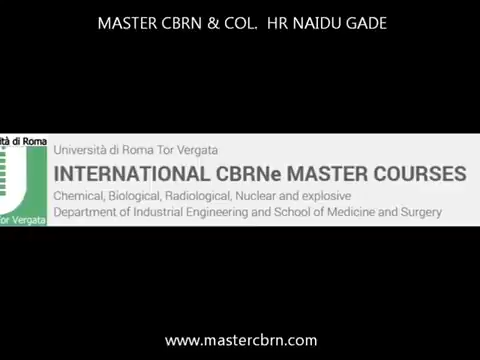 MASTER CBRN & COL. HR NAIDU GADE
ità di Roma
Tor Vergata
Università di Roma Tor Vergata
INTERNATIONAL CBRNe MASTER COURSES
Chemical, Biological, Radiological, Nuclear and explosive
Department of Industrial Engineering and School of Medicine and Surgery
www.mastercbrn.com